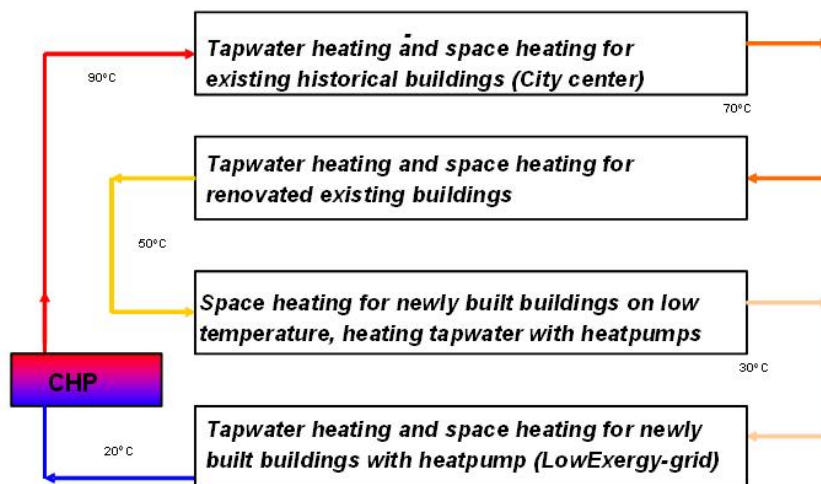 Tapwater heating and space heating for
existing historical buildings (City center)
90°C
70°C
Tapwater heating and space heating for
renovated existing buildings
50°C
Space heating for newly built buildings on low
temperature, heating tapwater with heatpumps
30°C
CHP
Tapwater heating and space heating for newly
built buildings with heatpump (LowExergy-grid)
20°C